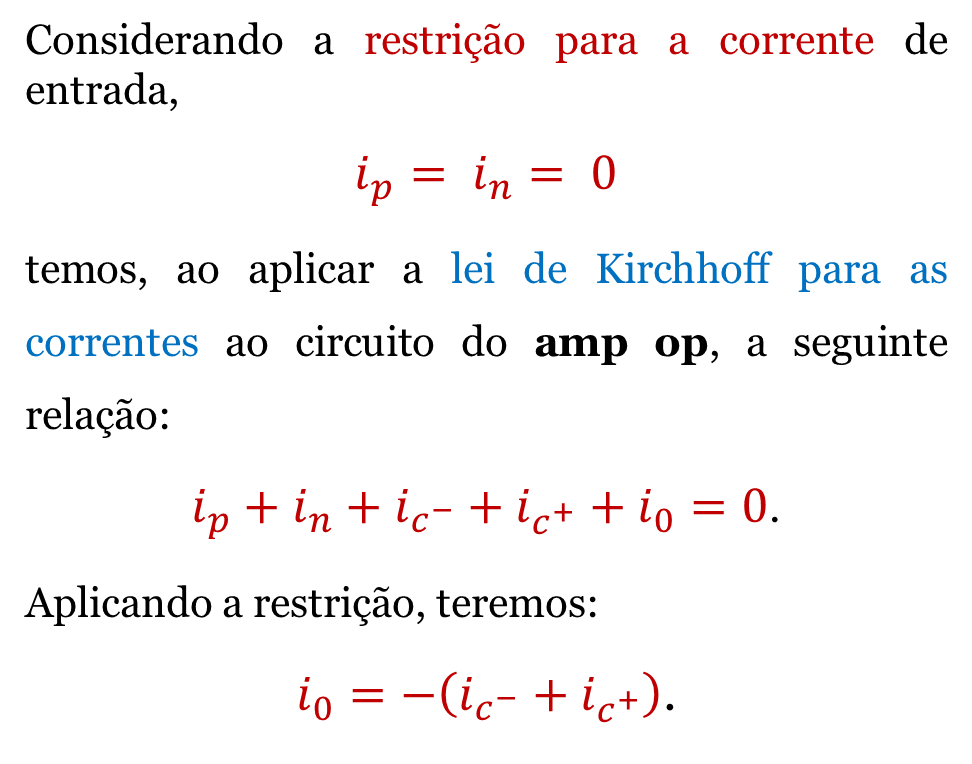 Considerando a restrição para a corrente de
entrada,
i_p = i_n = 0
temos, ao aplicar a lei de Kirchhoff para as
correntes ao circuito do amp op, a seguinte
relação:
i_p + i_n + i_{c^-} + i_{c^+} + i_0 = 0.
Aplicando a restrição, teremos:
i_0 = −(i_{c^-} + i_{c^+}).